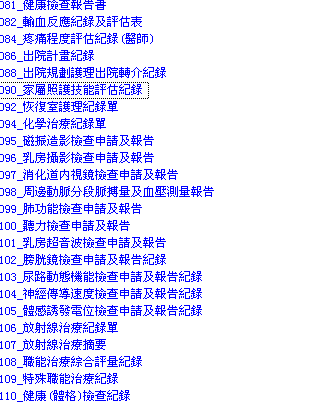 081_健康檢查報告書
082_輸血反應紀錄及評估表
084_疼痛程度評估紀錄(醫師)
086_出院計畫紀錄
088_出院規劃護理出院轉介紀錄
090_家屬照護技能評估紀錄
092_恢復室護理紀錄單
094_化學治療紀錄單
095_磁振造影檢查申請及報告
096_乳房攝影檢查申請及報告
097_消化道內視鏡檢查申請及報告
098_周邊動脈分段脈搏量及血壓測量報告
099_肺功能檢查申請及報告
100_聽力檢查申請及報告
101_乳房超音波檢查申請及報告
102_膀胱鏡檢查申請及報告紀錄
103_尿路動態機能檢查申請及報告紀錄
104_神經傳導速度檢查申請及報告紀錄
105_體感誘發電位檢查申請及報告紀錄
106_放射線治療紀錄單
107_放射線治療摘要
108_職能治療綜合評量紀錄
109_特殊職能治療紀錄
110_健康(體格)檢查紀錄